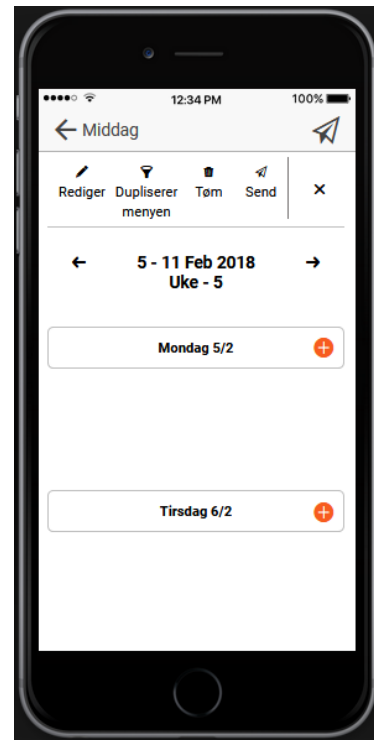 12:34 PM 100%
Middag
Rediger Dupliserer menyen Tøm Send
5 - 11 Feb 2018
Uke - 5
Mondag 5/2
Tirsdag 6/2